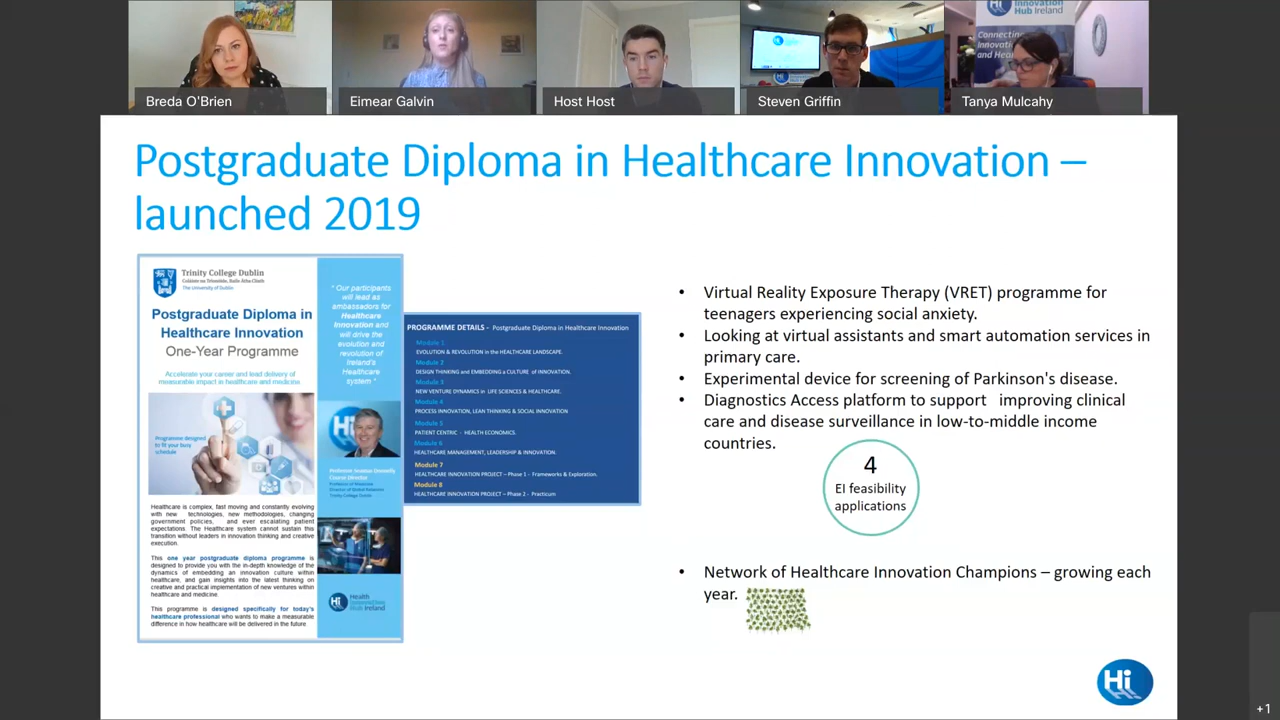 Innovation
Hub Ireland
Connecting
Innovation
Breda O'Brien
Eimear Galvin
Host Host
Steven Griffin
Tanya Mulcahy
Postgraduate Diploma in Healthcare Innovation –
launched 2019
Trinity College Dublin
Coláiste na Tríonóide, Baile Átha Cliath
The University of Dublin
Postgraduate Diploma in
Healthcare Innovation
One-Year Programme
Accelerate your career and lead delivery of
measurable impact in healthcare and medicine
Programme designed
to fit your busy
schedule
Healthcare is complex, fast moving and constantly evolving
with new technologies, new methodologies, changing
government policies, and ever escalating patient
expectations. The Healthcare system cannot sustain this
transition without leaders in innovation thinking and creative
execution.
This one year postgraduate diploma programme is
designed to provide you with the in-depth knowledge of the
dynamics of embedding an innovation culture within
healthcare, and gain insights into the latest thinking on
creative and practical implementation of new ventures within
healthcare and medicine.
This programme is designed specifically for today's
healthcare professional who wants to make a measurable
difference in how healthcare will be delivered in the future.
" Our participants
will lead as
ambassadors for
Healthcare
Innovation and
will drive the
evolution and
revolution of
Ireland's
Healthcare
system "
Hi
Professor Seamas Donnelly
Course Director
Professor of Medicine
Director of Global Relations
Trinity College Dublin
Hi
Health
Innovation
Hub Ireland
PROGRAMME DETAILS - Postgraduate Diploma in Healthcare Innovation
Module 1
EVOLUTION & REVOLUTION in the HEALTHCARE LANDSCAPE.
Module 2
DESIGN THINKING and EMBEDDING a CULTURE of INNOVATION.
Module 3
NEW VENTURE DYNAMICS in LIFE SCIENCES & HEALTHCARE.
Module 4
PROCESS INNOVATION, LEAN THINKING & SOCIAL INNOVATION
Module 5
PATIENT CENTRIC - HEALTH ECONOMICS.
Module 6
HEALTHCARE MANAGEMENT, LEADERSHIP & INNOVATION.
Module 7
HEALTHCARE INNOVATION PROJECT – Phase 1 - Frameworks & Exploration.
Module 8
HEALTHCARE INNOVATION PROJECT – Phase 2 - Practicum
• Virtual Reality Exposure Therapy (VRET) programme for
teenagers experiencing social anxiety.
• Looking at virtual assistants and smart automation services in
primary care.
• Experimental device for screening of Parkinson's disease.
• Diagnostics Access platform to support improving clinical
care and disease surveillance in low-to-middle income
countries.
4
EI feasibility
applications
• Network of Healthcare Innovation Champions – growing each
year.
Hi
+1